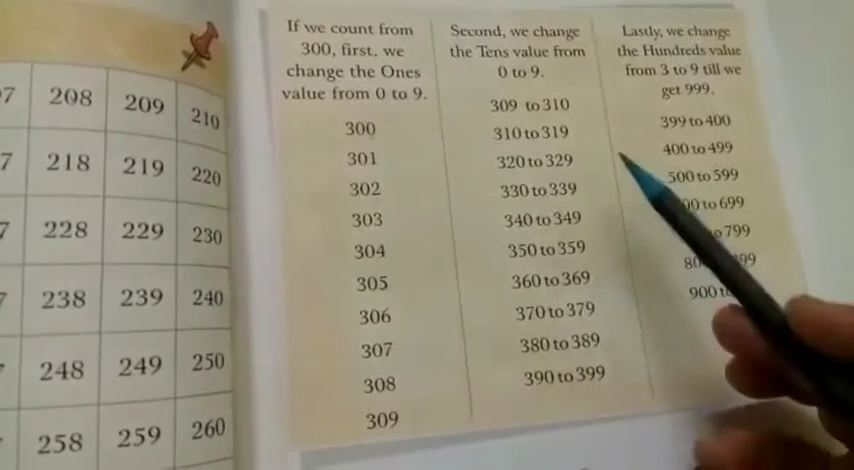 208 209 210
218 219 220
228 229 230
238 239 240
248 249 250
258 259 260
If we count from
300, first, we
change the Ones
value from 0 to 9.
300
301
302
303
304
305
306
307
308
309
Second, we change
the Tens value from
0 to 9.
309 to 310
310 to 319
320 to 329
330 to 339
340 to 349
350 to 359
360 to 369
370 to 379
380 to 389
390 to 399
Lastly, we change
the Hundreds value
from 3 to 9 till we
get 999.
399 to 400
400 to 499
500 to 599
to 699
799
900